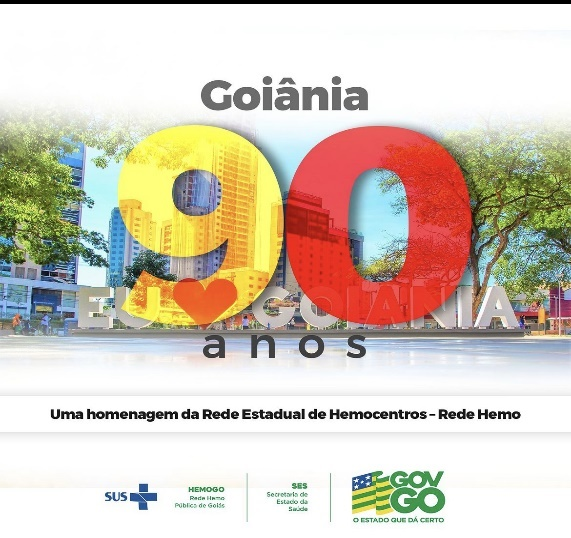 Goiânia
90
EU GOIÂNIA
anos
Uma homenagem da Rede Estadual de Hemocentros – Rede Hemo
SUS
HEMOGO
Rede Hemo
Pública de Goiás
SES
Secretaria de
Estado da
Saúde
GOV
GO
O ESTADO QUE DÁ CERTO